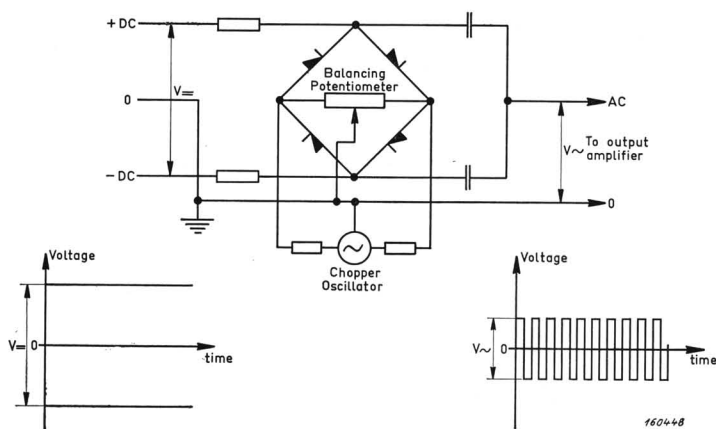 +DC
V=
0
-DC
Balancing
Potentiometer
AC
V~
To output
amplifier
0
Chopper
Oscillator
Voltage
V=
0
time
Voltage
V~
0
time
160448